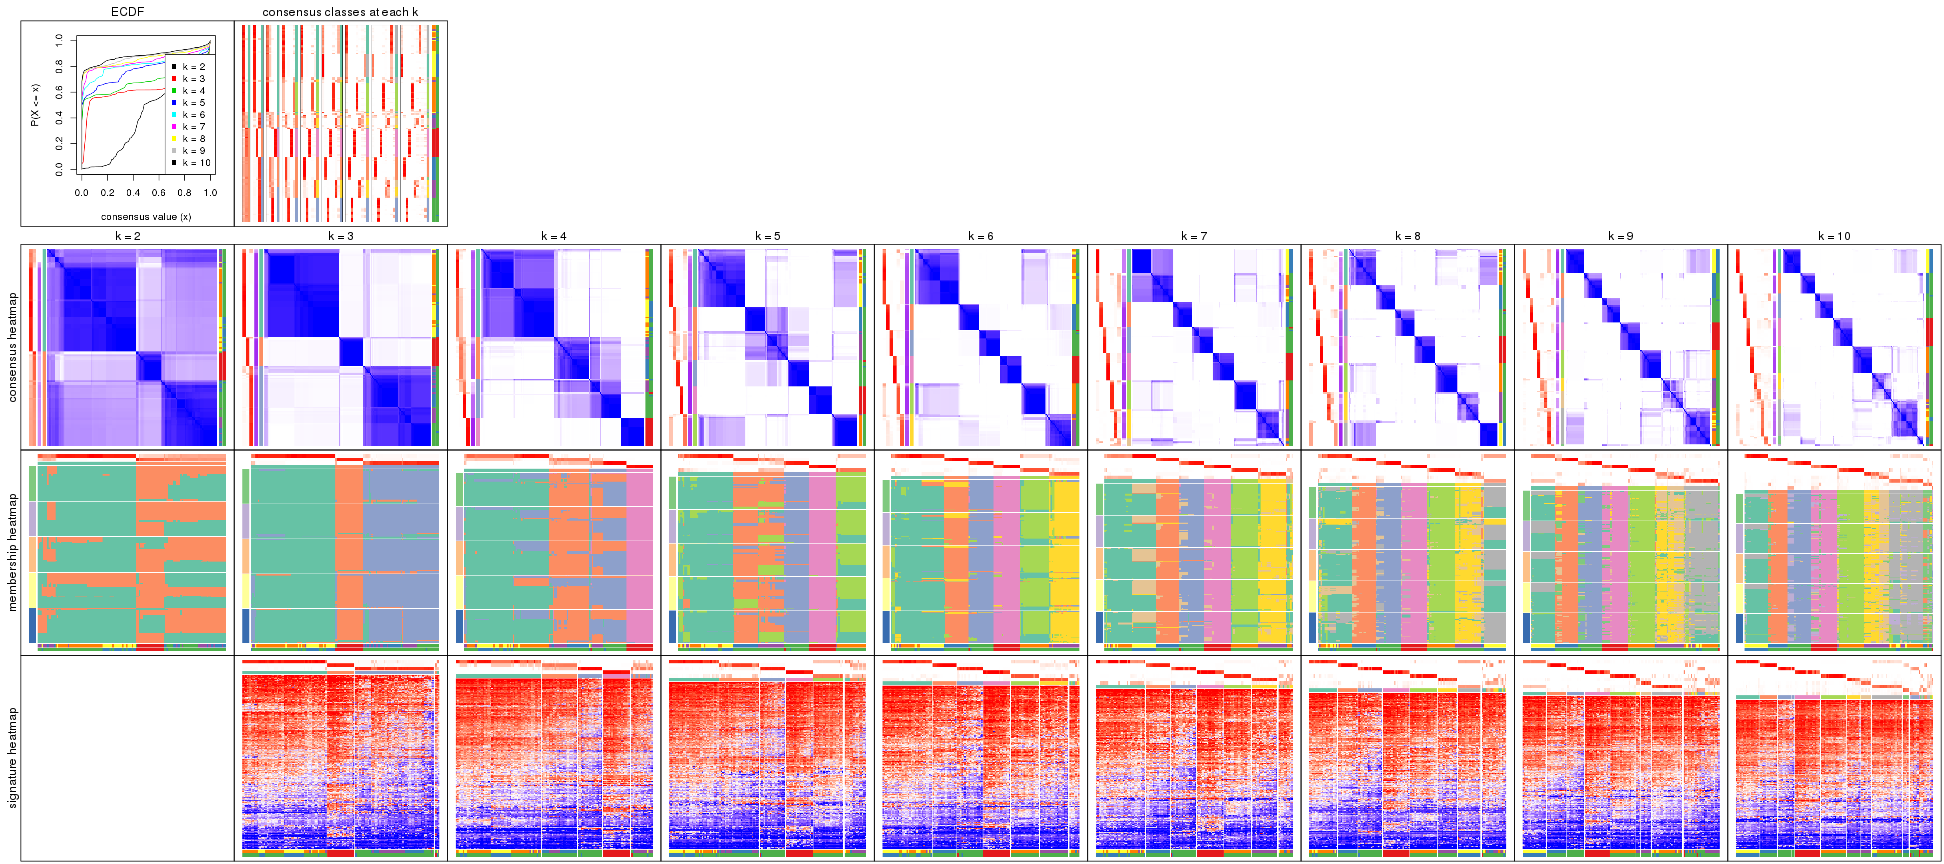 ECDF
consensus classes at each k
P(X <= x)
0.0 0.2 0.4 0.6 0.8 1.0
k = 2
k = 3
k = 4
k = 5
k = 6
k = 7
k = 8
k = 9
k = 10
0.0 0.2 0.4 0.6 0.8 1.0
consensus value (x)
k = 2
k = 3
k = 4
k = 5
k = 6
k = 7
k = 8
k = 9
k = 10
consensus heatmap
membership heatmap
signature heatmap